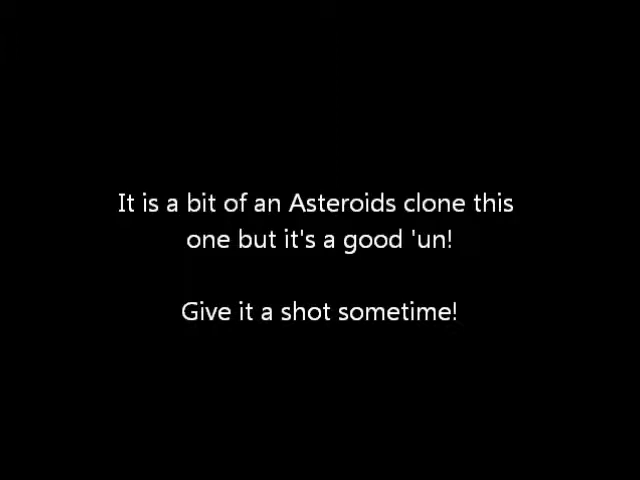 It is a bit of an Asteroids clone this
one but it's a good 'un!
Give it a shot sometime!